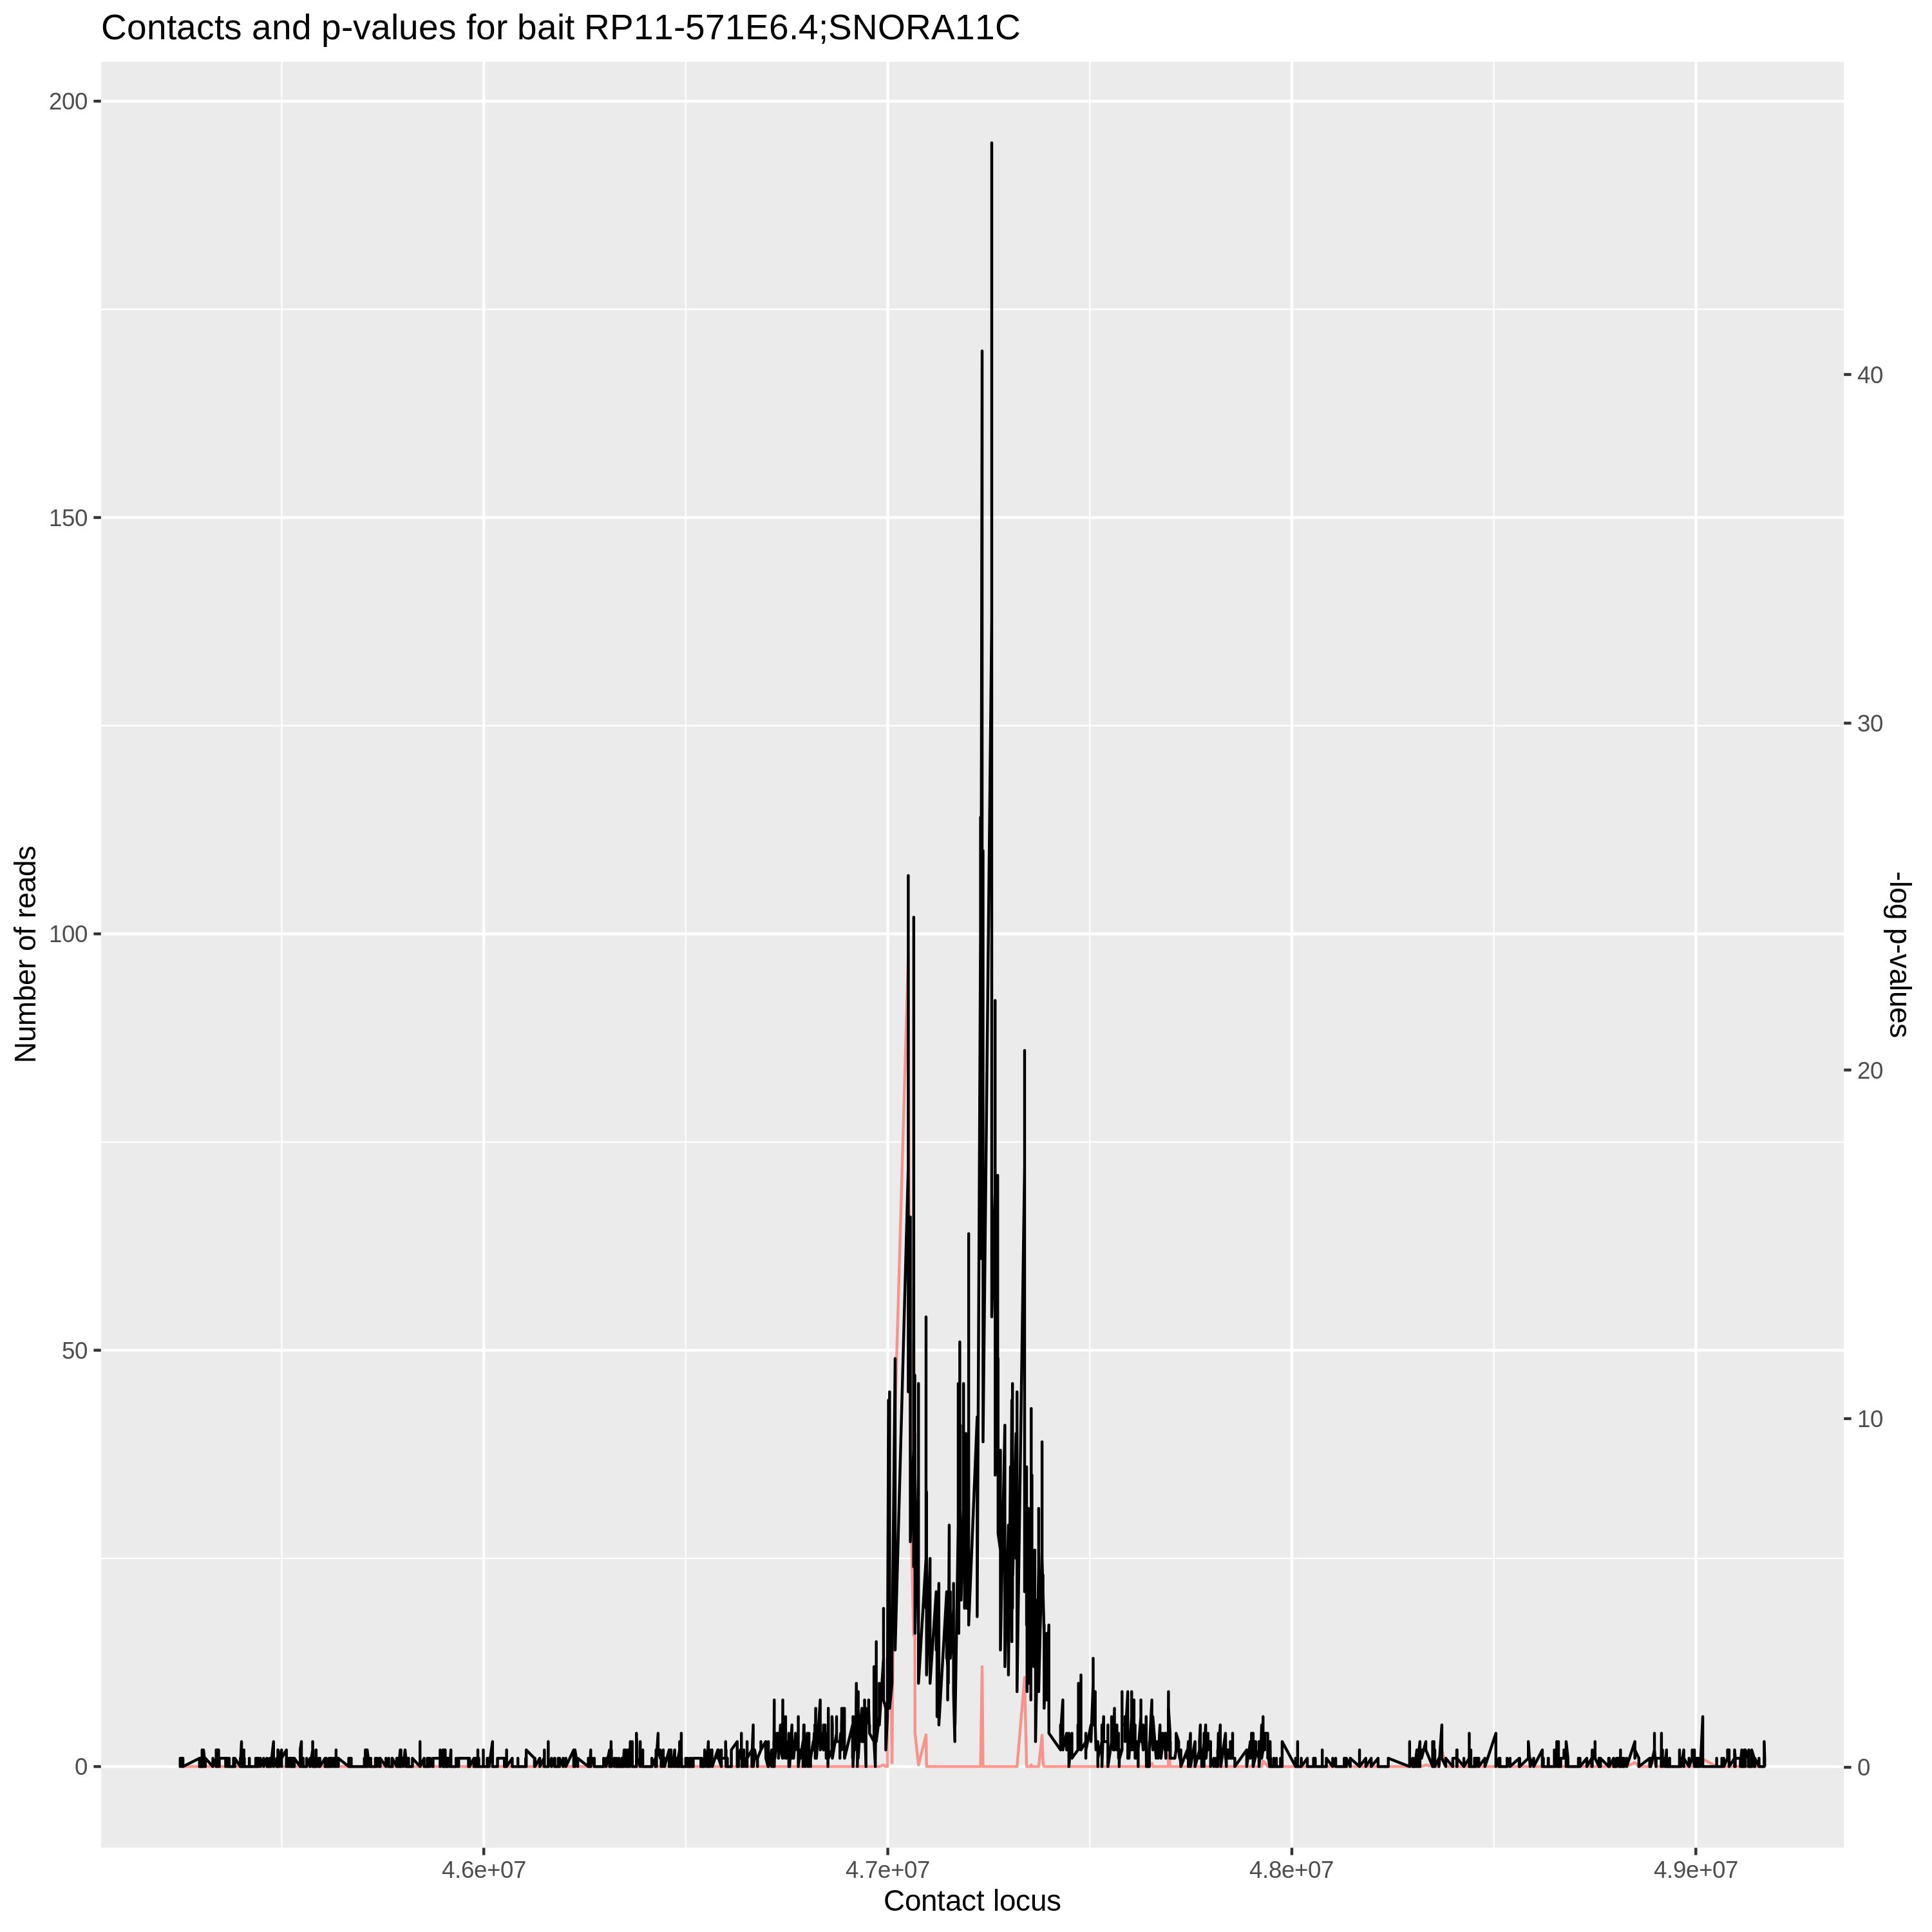 Contacts and p-values for bait RP11-571E6.4;SNORA11C
200
150
100
50
0
Number of reads
40
30
20
10
0
-log p-values
4.6e+07
4.7e+07
4.8e+07
4.9e+07
Contact locus